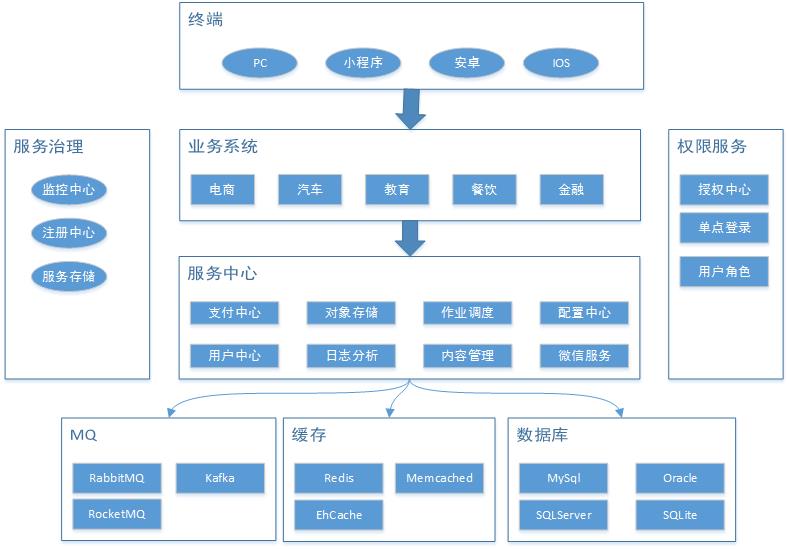 终端
PC
小程序
安卓
IOS
服务治理
监控中心
注册中心
服务存储
业务系统
电商
汽车
教育
餐饮
金融
权限服务
授权中心
单点登录
用户角色
服务中心
支付中心
对象存储
作业调度
配置中心
用户中心
日志分析
内容管理
微信服务
MQ
RabbitMQ
Kafka
RocketMQ
缓存
Redis
Memcached
EhCache
数据库
MySql
Oracle
SQLServer
SQLite